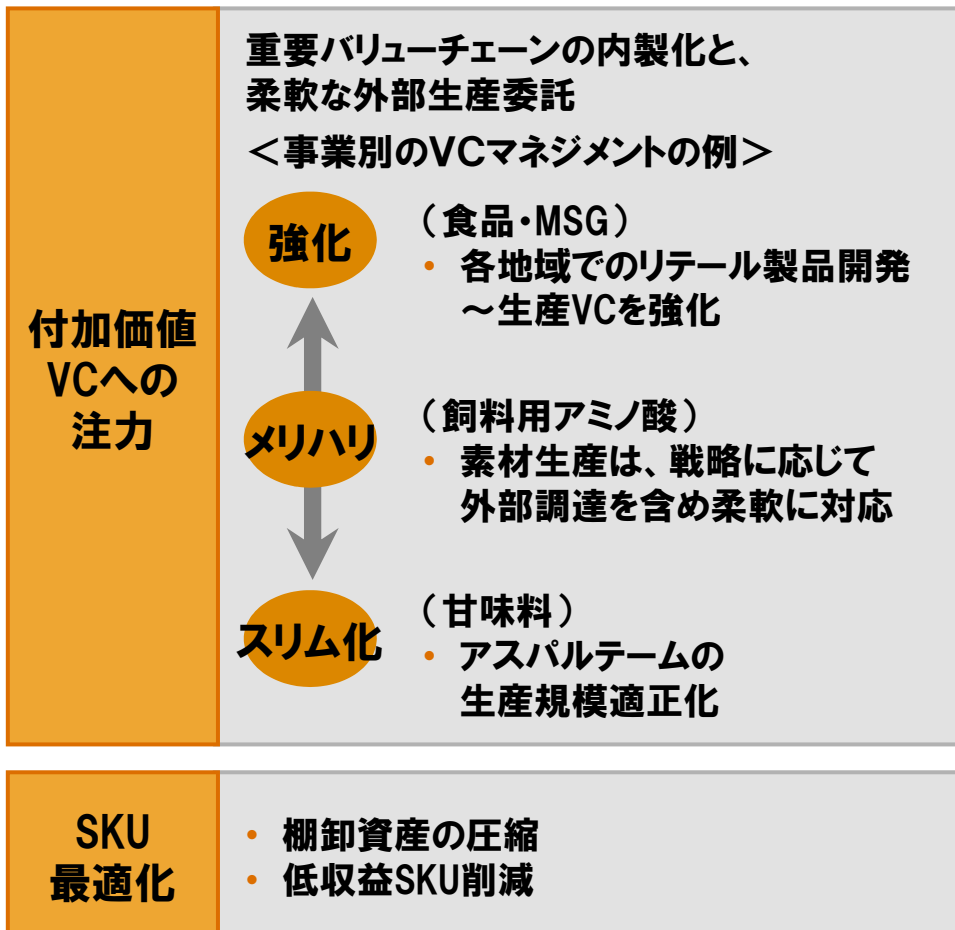 付加価値
VCへの
注力
重要バリューチェーンの内製化と、
柔軟な外部生産委託
＜事業別のVCマネジメントの例＞
強化
（食品・MSG）
• 各地域でのリテール製品開発
～生産VCを強化
メリハリ
（飼料用アミノ酸）
• 素材生産は、戦略に応じて
外部調達を含め柔軟に対応
スリム化
（甘味料）
• アスパルテームの
生産規模適正化
SKU
最適化
• 棚卸資産の圧縮
• 低収益SKU削減